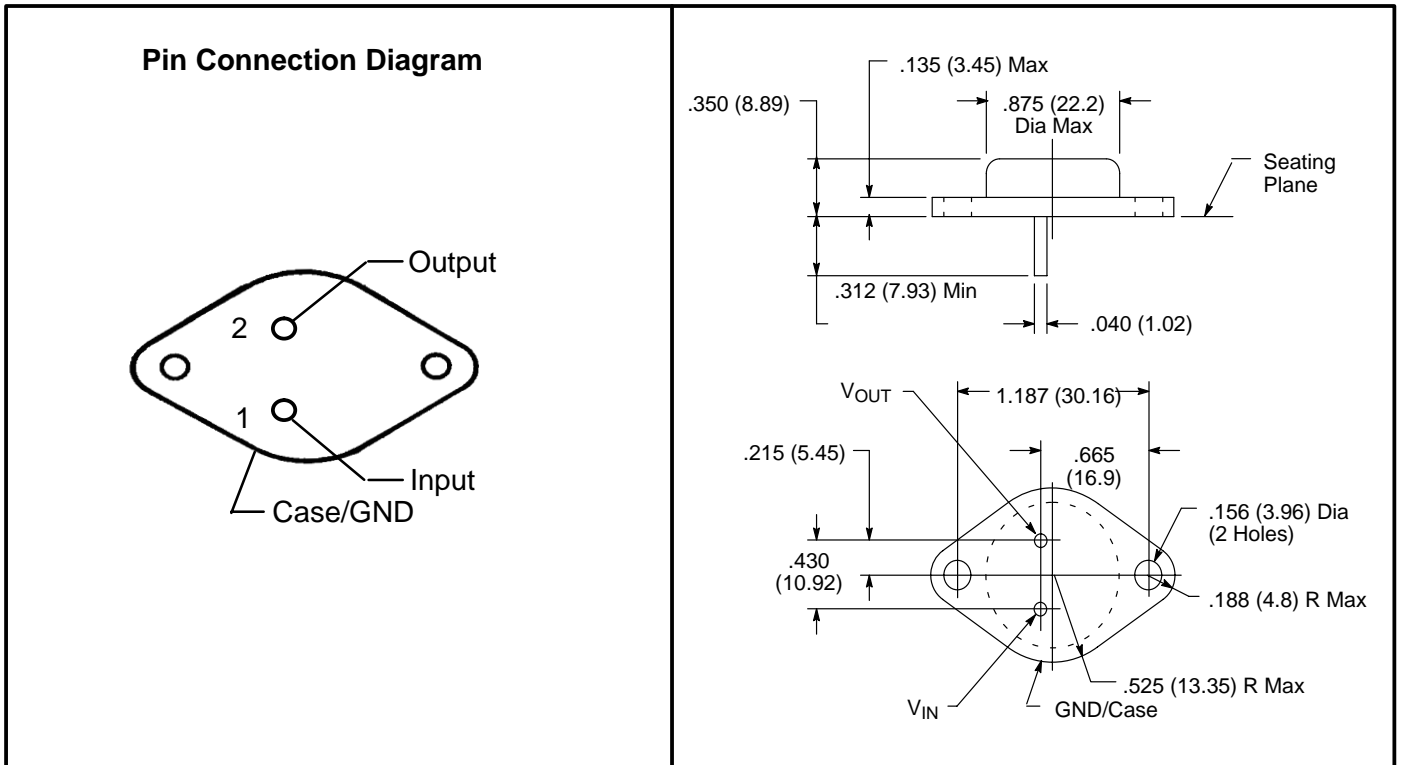 Pin Connection Diagram
Output
2
1
Input
Case/GND
.135 (3.45) Max
.350 (8.89)
.875 (22.2)
Dia Max
Seating
Plane
.312 (7.93) Min
.040 (1.02)
VOUT
1.187 (30.16)
.215 (5.45)
.665
(16.9)
.156 (3.96) Dia
(2 Holes)
.430
(10.92)
.188 (4.8) R Max
.525 (13.35) R Max
VIN
GND/Case